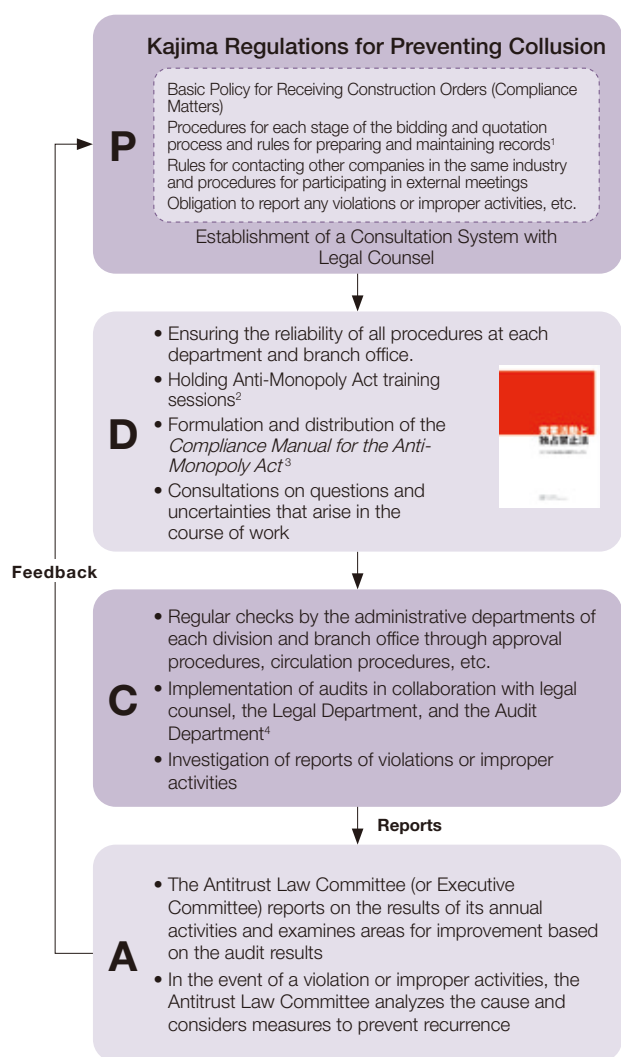 Kajima Regulations for Preventing Collusion
P
Basic Policy for Receiving Construction Orders (Compliance
Matters)
Procedures for each stage of the bidding and quotation
process and rules for preparing and maintaining records¹
Rules for contacting other companies in the same industry
and procedures for participating in external meetings
Obligation to report any violations or improper activities, etc.
Establishment of a Consultation System with
Legal Counsel
D
• Ensuring the reliability of all procedures at each
department and branch office.
• Holding Anti-Monopoly Act training
sessions²
• Formulation and distribution of the
Compliance Manual for the Anti-
Monopoly Act³
• Consultations on questions and
uncertainties that arise in the
course of work
営業活動と
独占禁止法
Feedback
C
• Regular checks by the administrative departments of
each division and branch office through approval
procedures, circulation procedures, etc.
• Implementation of audits in collaboration with legal
counsel, the Legal Department, and the Audit
Department⁴
• Investigation of reports of violations or improper
activities
Reports
A
• The Antitrust Law Committee (or Executive
Committee) reports on the results of its annual
activities and examines areas for improvement based
on the audit results
• In the event of a violation or improper activities, the
Antitrust Law Committee analyzes the cause and
considers measures to prevent recurrence